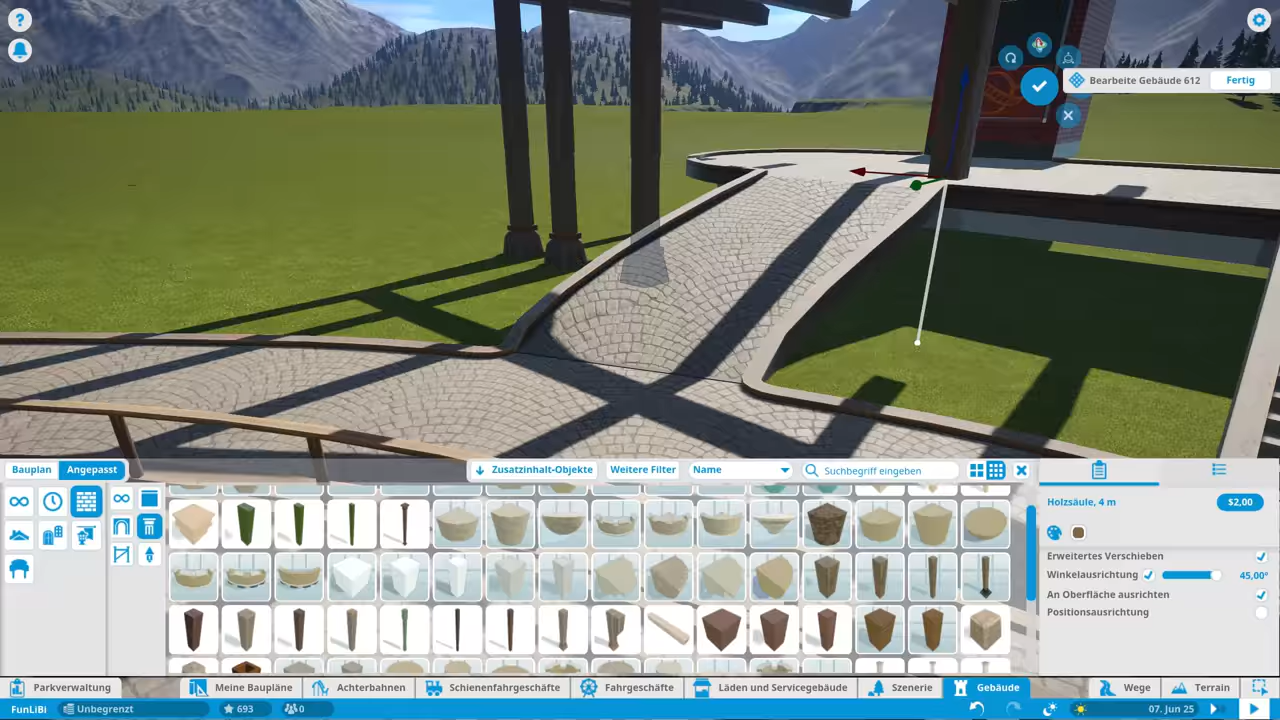 ?
Bearbeite Gebäude 612
Fertig
Bauplan
Angepasst
Zusatzinhalt-Objekte
Weitere Filter
Name
Suchbegriff eingeben
Holzsäule, 4 m
$2,00
Erweitertes Verschieben
Winkelausrichtung
45,00°
An Oberfläche ausrichten
Positionsausrichtung
Parkverwaltung
Meine Baupläne
Achterbahnen
Schienenfahrgeschäfte
Fahrgeschäfte
Läden und Servicegebäude
Szenerie
Gebäude
Wege
Terrain
FunLiBi
Unbegrenzt
693
0
07. Jun 25